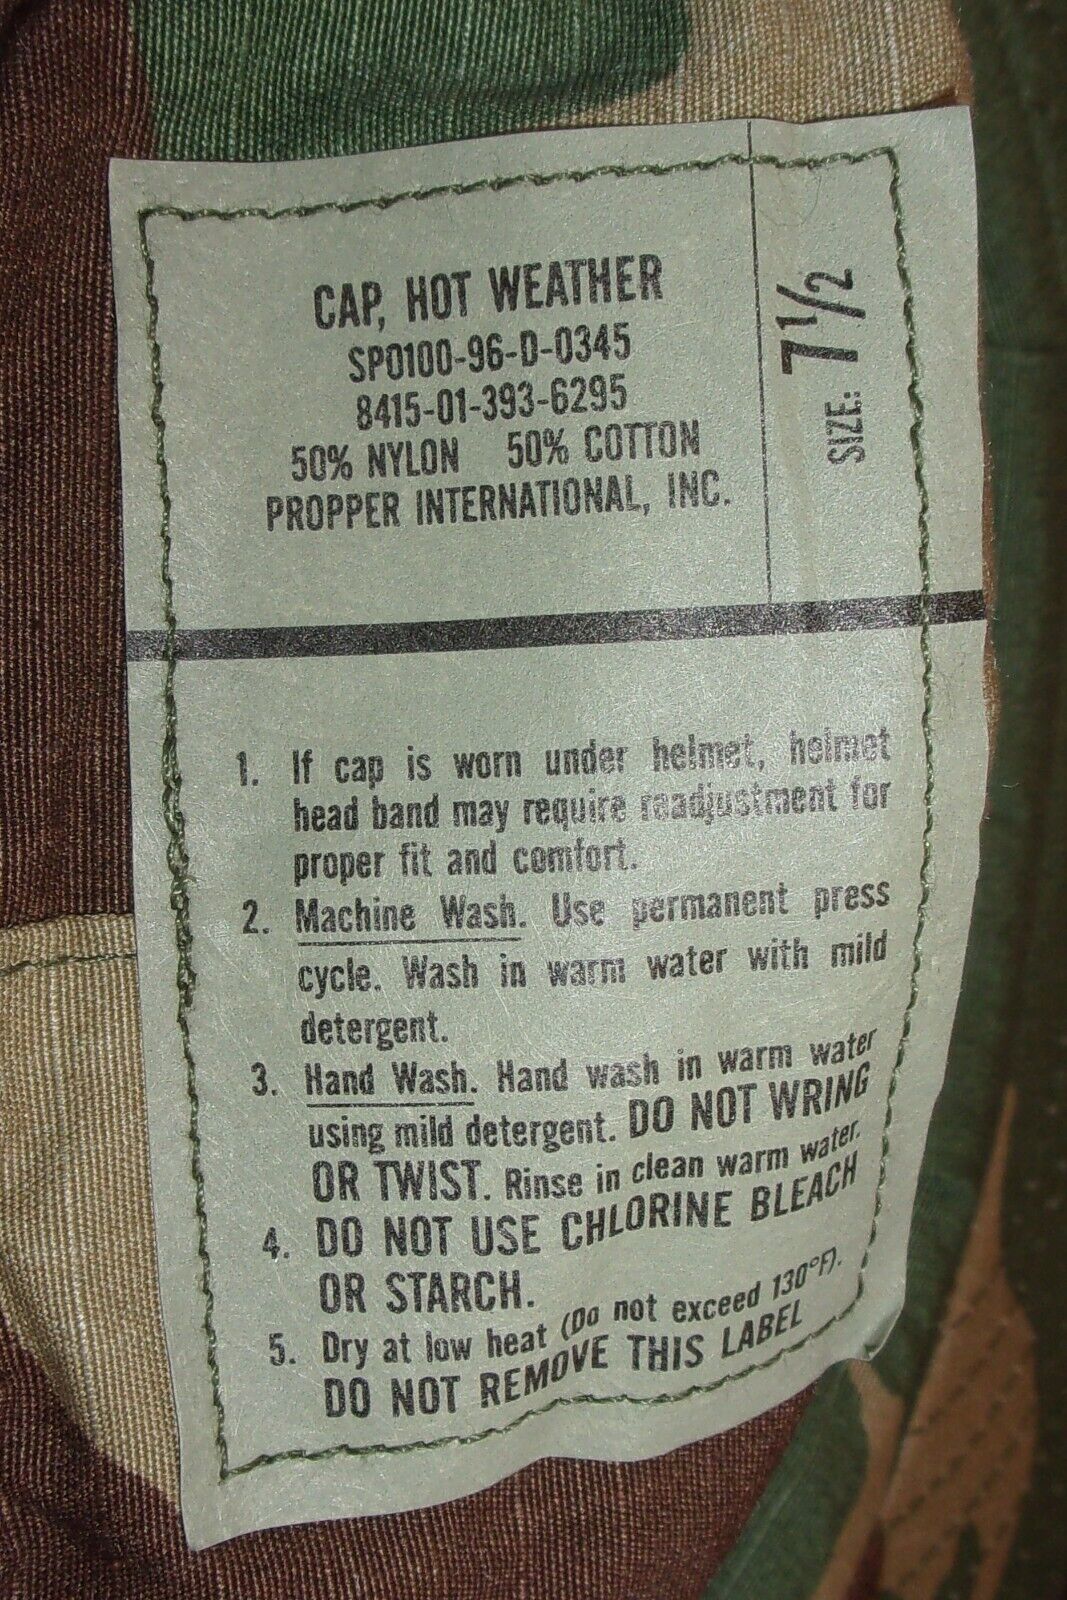 CAP, HOT WEATHER
SPO100-96-D-0345
8415-01-393-6295
50% NYLON 50% COTTON
PROPPER INTERNATIONAL, INC.
SIZE: 7 1/2
1. If cap is worn under helmet, helmet
head band may require readjustment for
proper fit and comfort.
2. Machine Wash. Use permanent press
cycle. Wash in warm water with mild
detergent.
3. Hand Wash. Hand wash in warm water
using mild detergent. DO NOT WRING
OR TWIST. Rinse in clean warm water.
4. DO NOT USE CHLORINE BLEACH
OR STARCH.
5. Dry at low heat (Do not exceed 130°F).
DO NOT REMOVE THIS LABEL